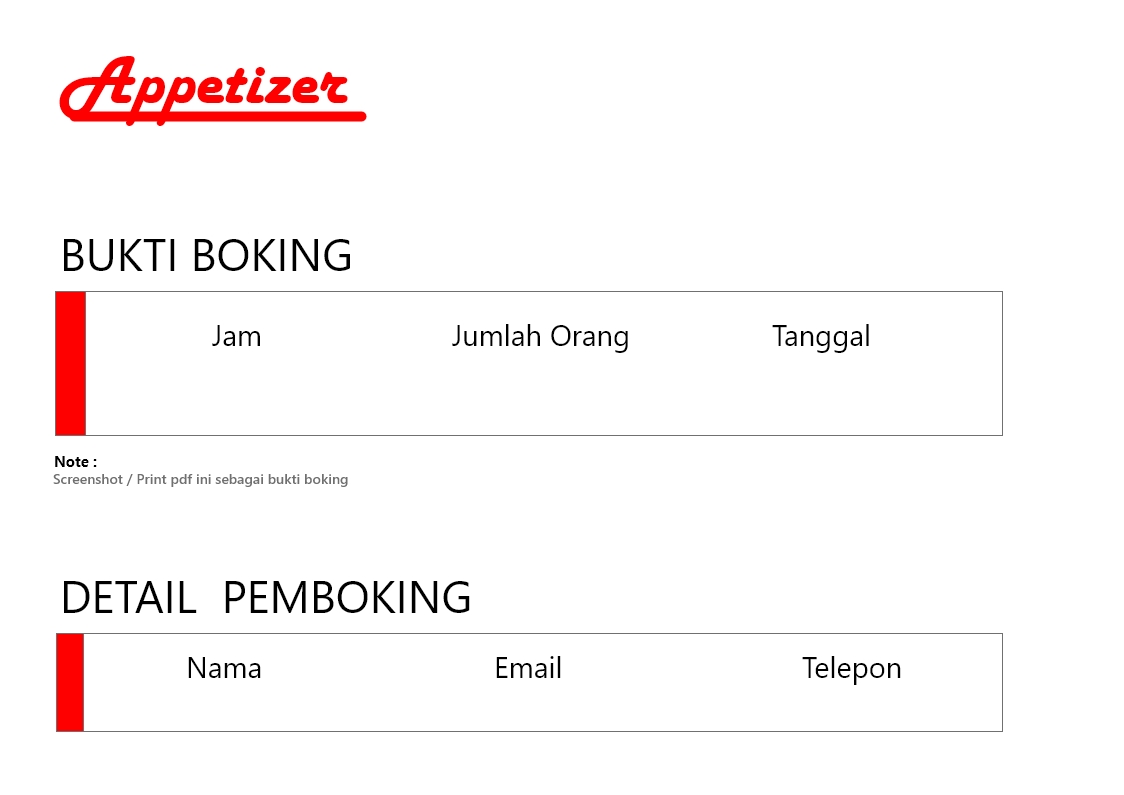 Appetizer
BUKTI BOKING
Jam Jumlah Orang Tanggal
Note :
Screenshot / Print pdf ini sebagai bukti boking
DETAIL PEMBOKING
Nama Email Telepon